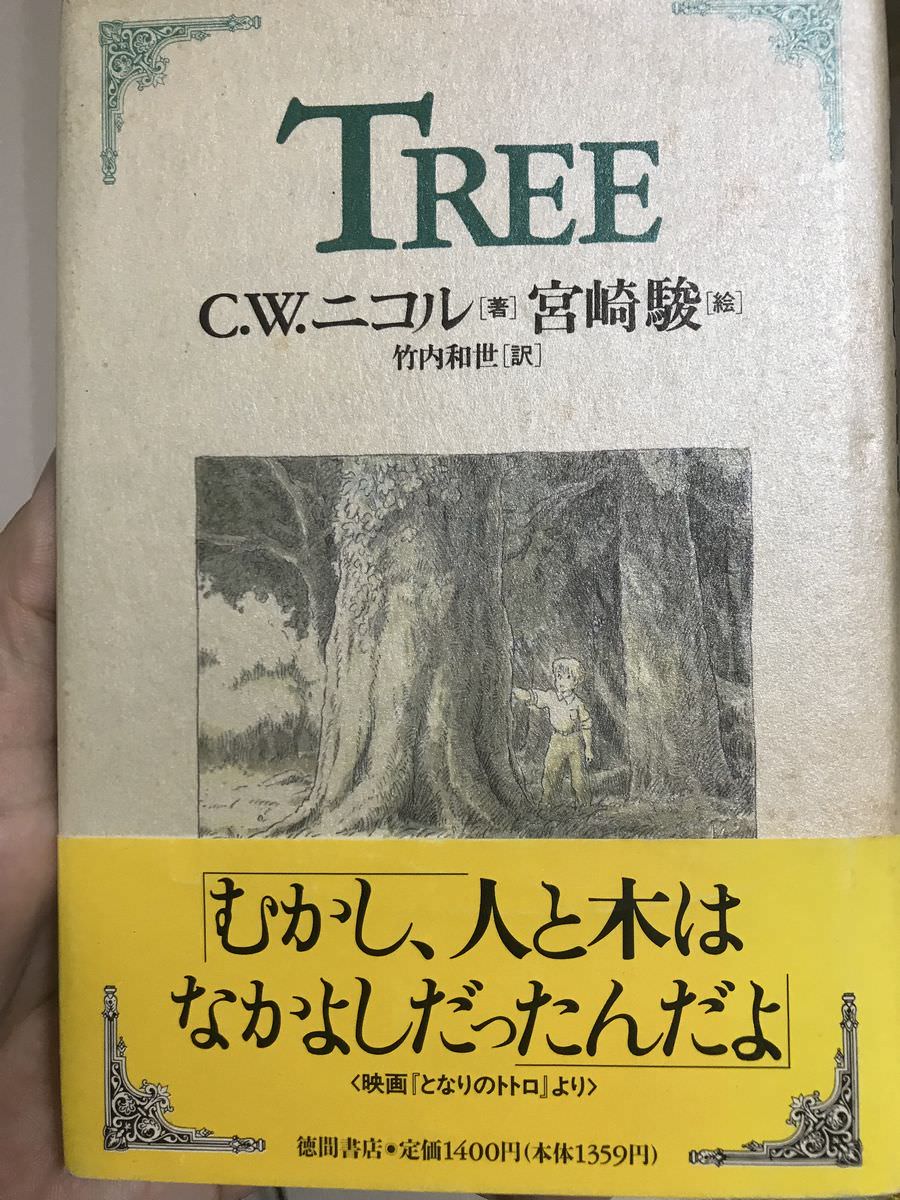 TREE
C.W.ニコル[著]宮崎駿[絵]
竹内和世[訳]
「むかし、人と木は
なかよしだったんだよ」
〈映画『となりのトトロ』より〉
徳間書店●定価1400円(本体1359円)